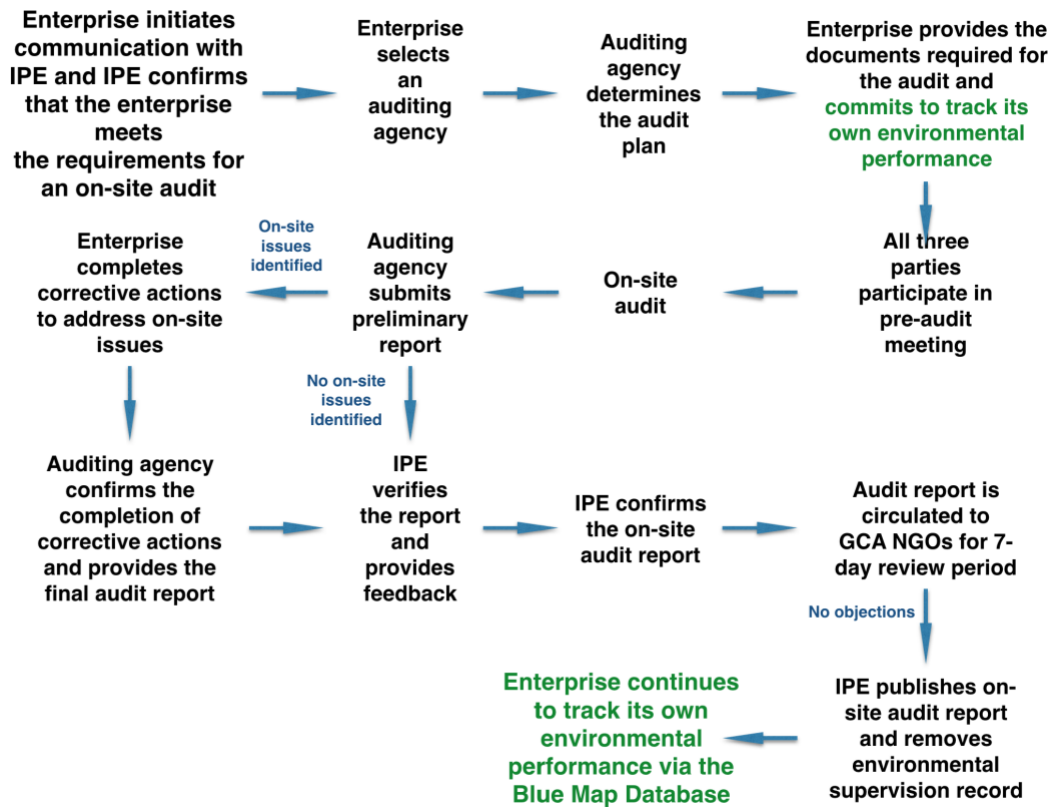 Enterprise initiates
communication with
IPE and IPE confirms
that the enterprise
meets
the requirements for
an on-site audit
Enterprise
selects
an
auditing
agency
Auditing
agency
determines
the audit
plan
Enterprise provides the
documents required for
the audit and
commits to track its
own environmental
performance
All three
parties
participate in
pre-audit
meeting
On-site
audit
Auditing
agency
submits
preliminary
report
On-site
issues
identified
Enterprise
completes
corrective actions
to address on-site
issues
No on-site
issues
identified
Auditing agency
confirms the
completion of
corrective actions
and provides the
final audit report
IPE
verifies
the report
and
provides
feedback
IPE confirms
the on-site
audit report
Audit report is
circulated to
GCA NGOs for 7-
day review period
No objections
IPE publishes on-
site audit report
and removes
environmental
supervision record
Enterprise continues
to track its own
environmental
performance via the
Blue Map Database